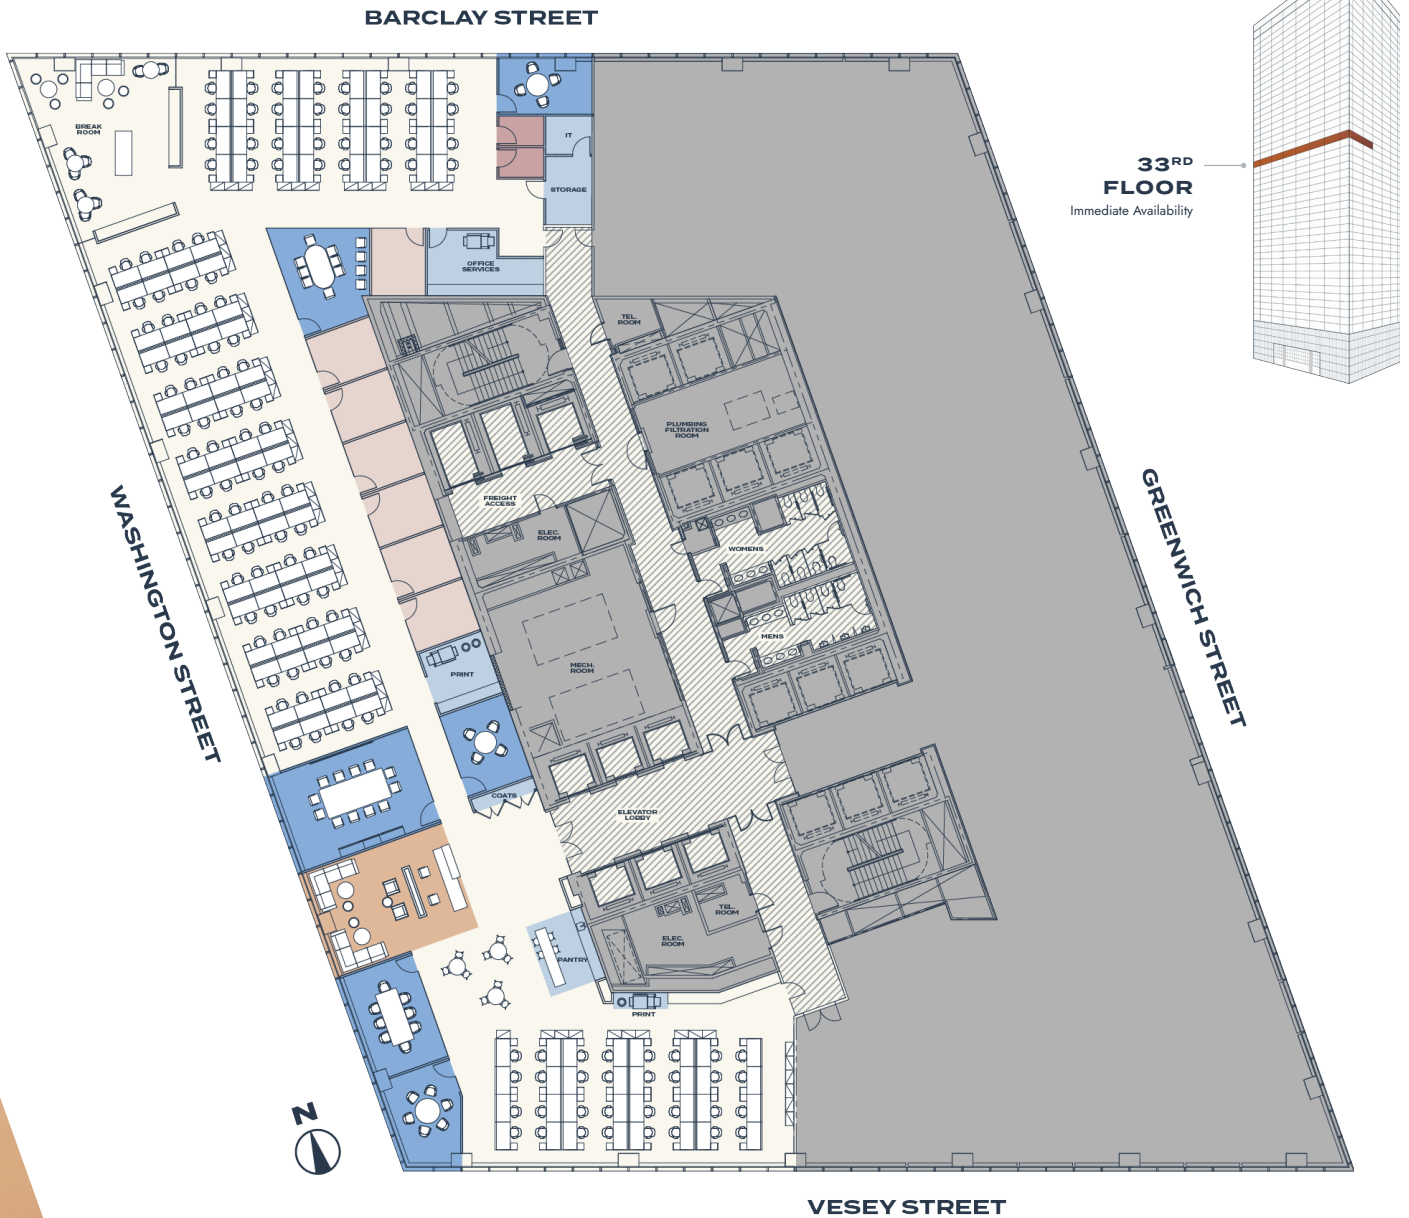 BARCLAY STREET
33RD
FLOOR
Immediate Availability
BREAK
ROOM
IT
STORAGE
OFFICE
SERVICES
TEL.
ROOM
PLUMBING
FILTRATION
ROOM
FREIGHT
ACCESS
ELEC.
ROOM
WOMENS
WASHINGTON STREET
GREENWICH STREET
MENS
MECH.
ROOM
PRINT
COATS
ELEVATOR
LOBBY
TEL.
ROOM
ELEC.
ROOM
PANTRY
PRINT
N
VESEY STREET